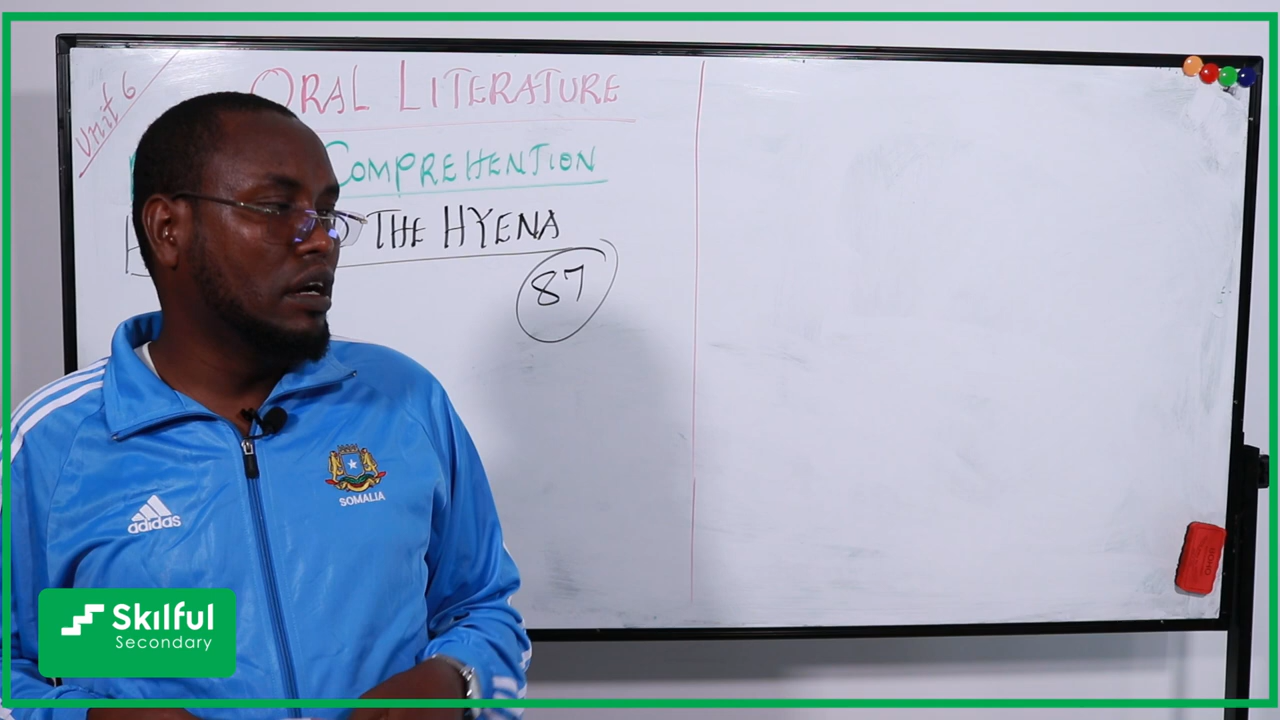 Unit 6
ORAL LITERATURE
COMPREHENTION
THE HYENA
87
adidas
SOMALIA
Skilful
Secondary